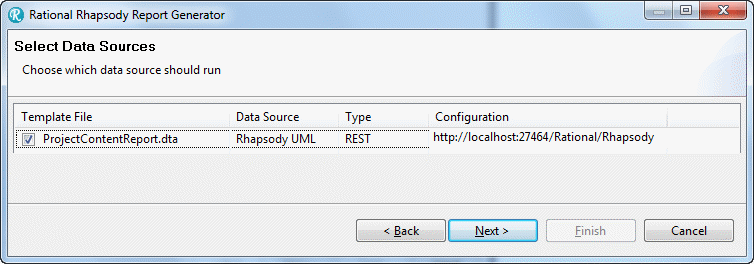 Rational Rhapsody Report Generator
Select Data Sources
Choose which data source should run
Template File Data Source Type Configuration
ProjectContentReport.dta Rhapsody UML REST http://localhost:27464/Rational/Rhapsody
< Back Next > Finish Cancel